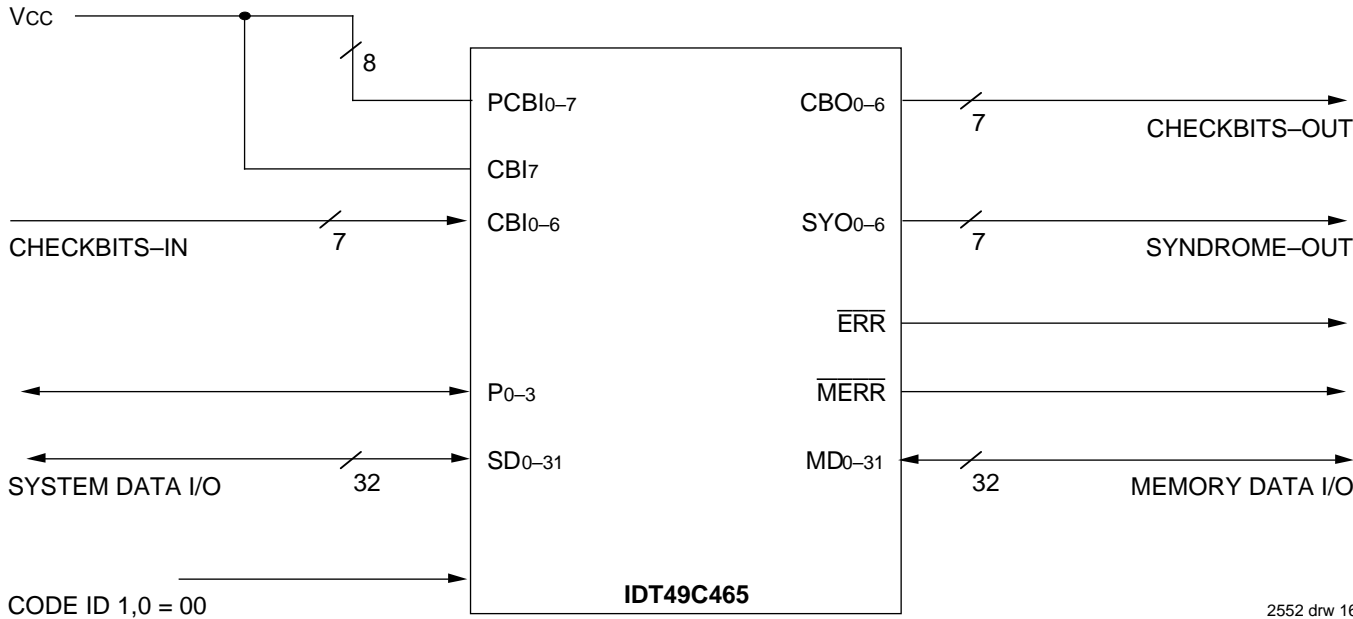 VCC
8
PCBI0–7
CBO0–6
7
CHECKBITS–OUT
CBI7
CBI0–6
7
CHECKBITS–IN
SYO0–6
7
SYNDROME–OUT
ERR
P0–3
MERR
SD0–31
32
SYSTEM DATA I/O
MD0–31
32
MEMORY DATA I/O
CODE ID 1,0 = 00
IDT49C465
2552 drw 16